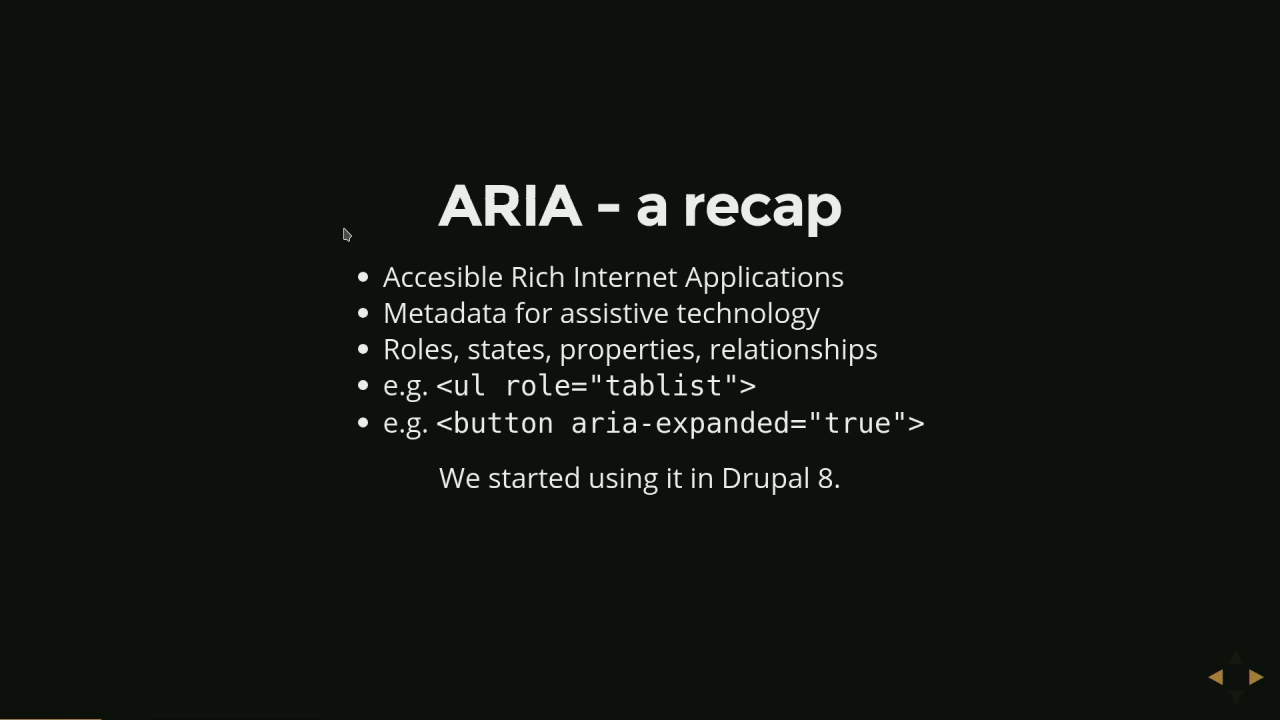 ARIA - a recap
• Accesible Rich Internet Applications
• Metadata for assistive technology
• Roles, states, properties, relationships
• e.g. <ul role="tablist">
• e.g. <button aria-expanded="true">
We started using it in Drupal 8.